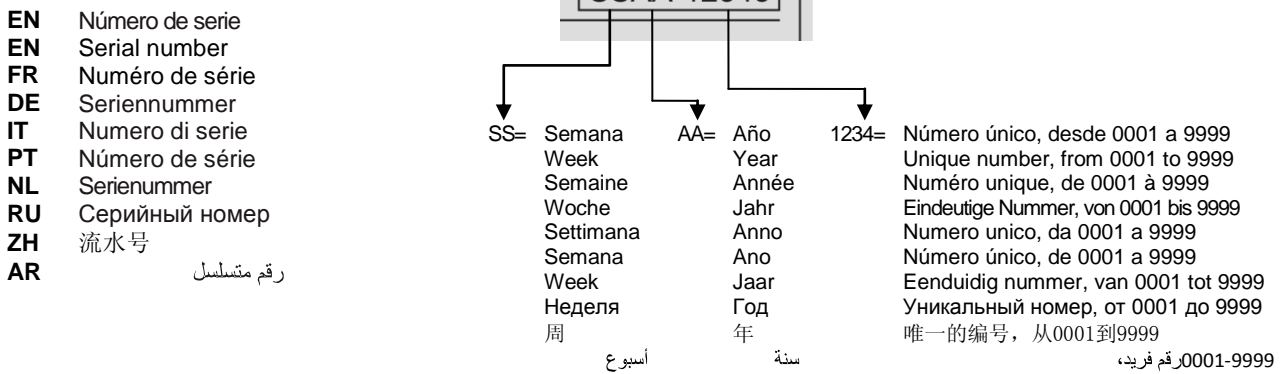 EN Número de serie
EN Serial number
FR Numéro de série
DE Seriennummer
IT Numero di serie
PT Número de série
NL Serienummer
RU Серийный номер
ZH 流水号
AR رقم متسلسل
SS= Semana AA= Año 1234= Número único, desde 0001 a 9999
Week Year Unique number, from 0001 to 9999
Semaine Année Numéro unique, de 0001 à 9999
Woche Jahr Eindeutige Nummer, von 0001 bis 9999
Settimana Anno Numero unico, da 0001 a 9999
Semana Ano Número único, de 0001 a 9999
Week Jaar Eenduidig nummer, van 0001 tot 9999
Неделя Год Уникальный номер, от 0001 до 9999
周 年 唯一的编号，从0001到9999
أسبوع سنة رقم فريد، 0001-9999